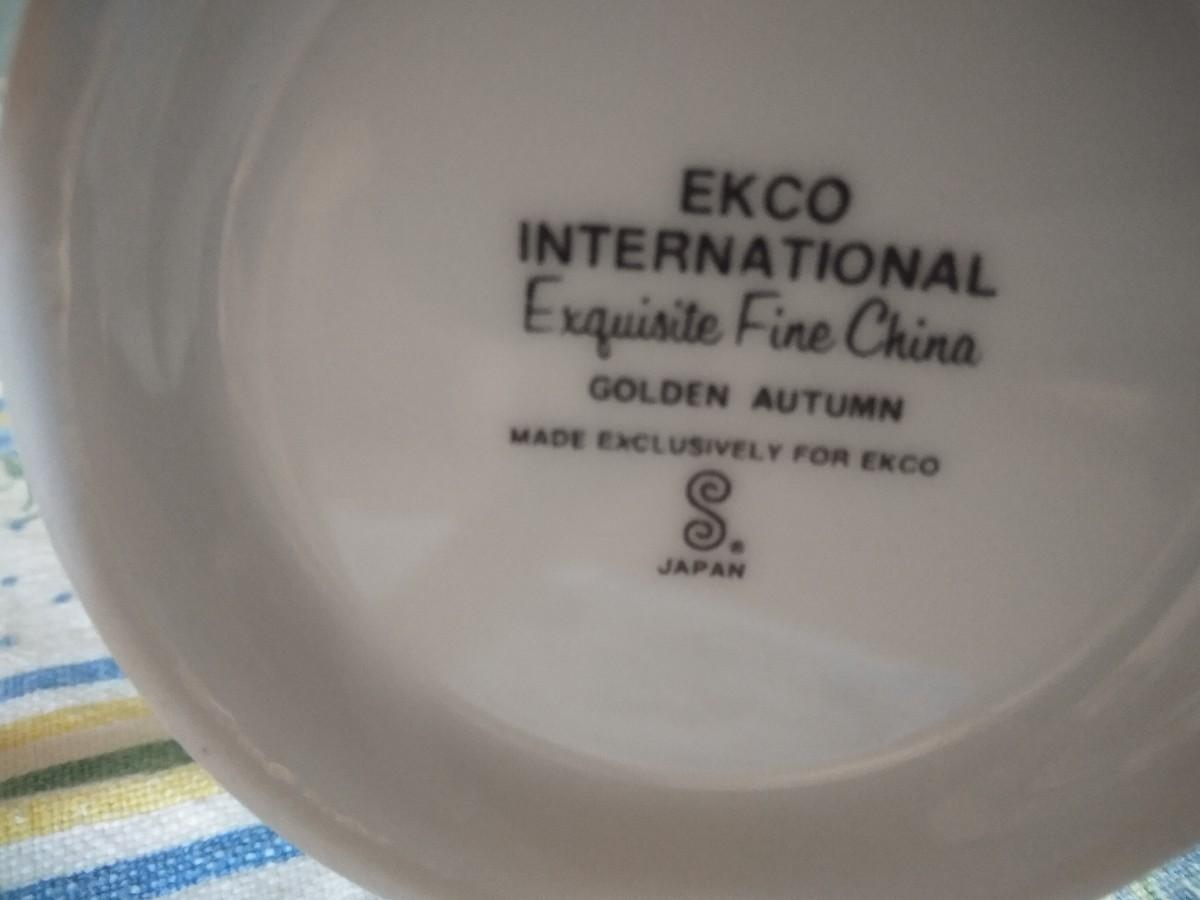 EKCO
INTERNATIONAL
Exquisite Fine China
GOLDEN AUTUMN
MADE EXCLUSIVELY FOR EKCO
S®
JAPAN